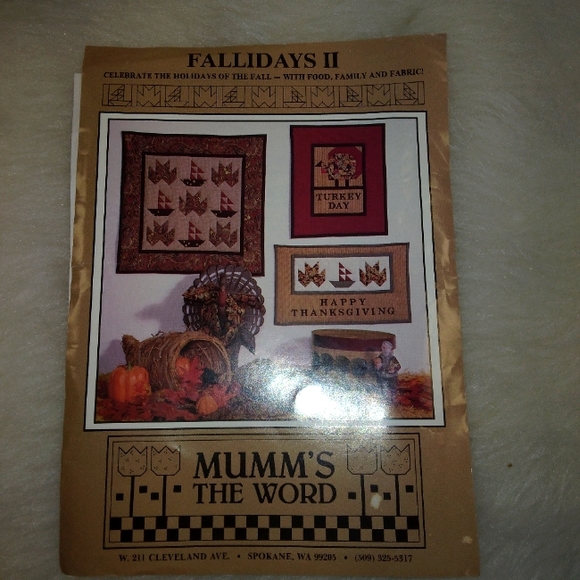 FALLIDAYS II
CELEBRATE THE HOLIDAYS OF THE FALL — WITH FOOD, FAMILY AND FABRIC!
TURKEY
DAY
HAPPY
THANKSGIVING
MUMM'S
THE WORD
W. 211 CLEVELAND AVE. • SPOKANE, WA 99205 • (509) 325-5317